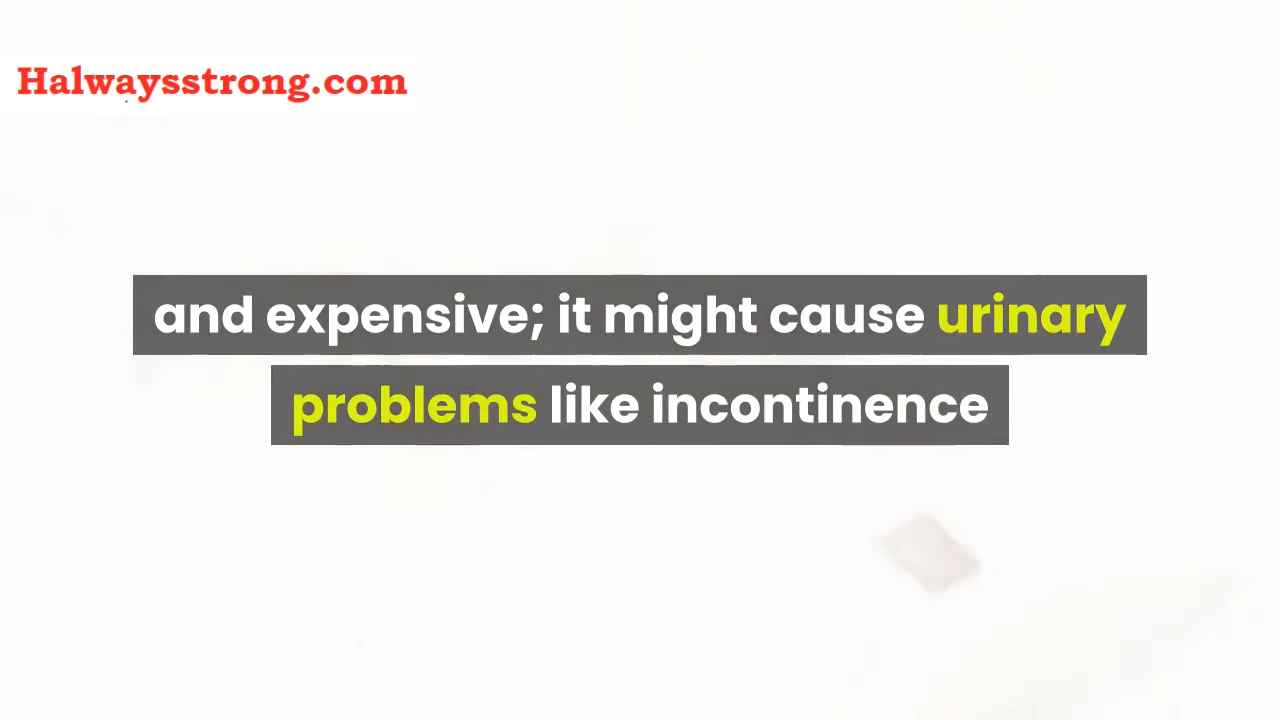 Halwaysstrong.com
and expensive; it might cause urinary
problems like incontinence